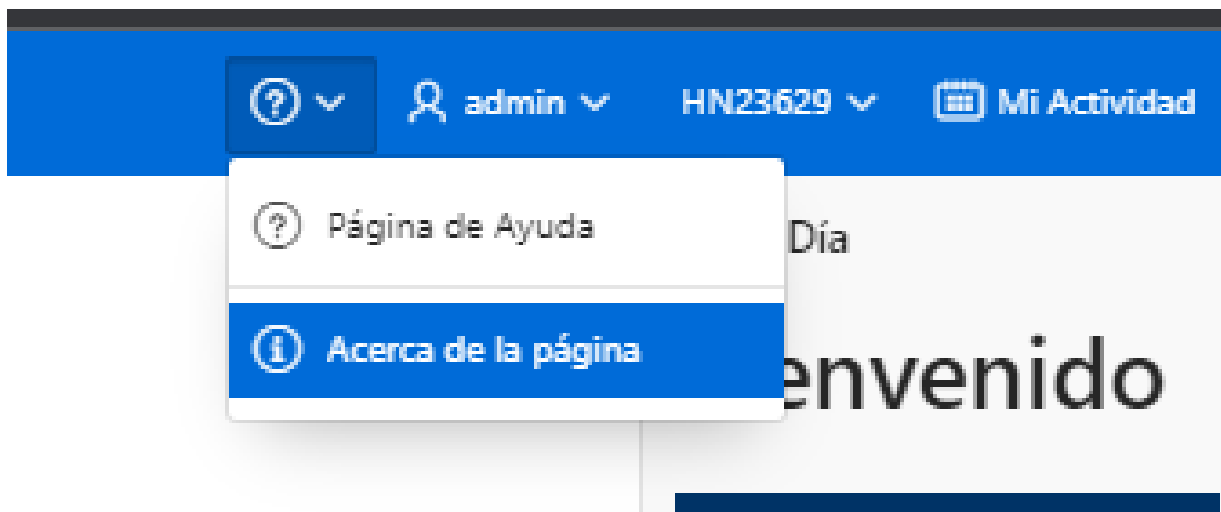 admin HN23629 Mi Actividad
Página de Ayuda
Día
Acerca de la página
envenido